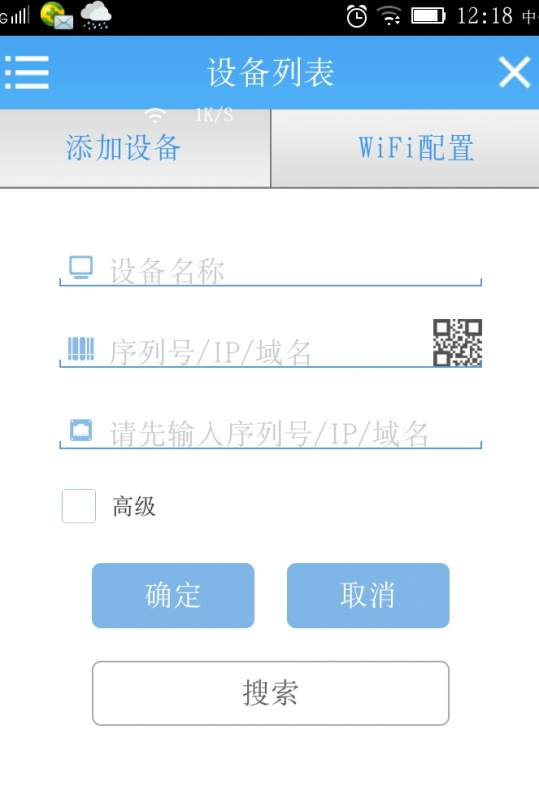 G 12:18 中
设备列表
1K/S
添加设备 WiFi配置
设备名称
序列号/IP/域名
请先输入序列号/IP/域名
高级
确定 取消
搜索